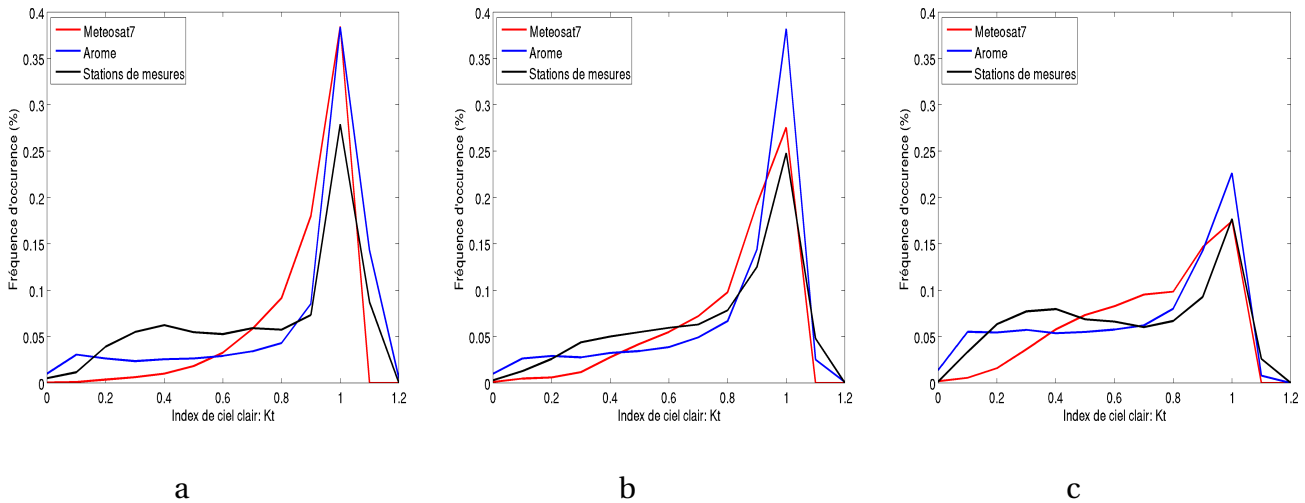 0.4
0.35
0.3
0.25
0.2
0.15
0.1
0.05
0
Fréquence d'occurence (%)
Meteosat7
Arome
Stations de mesures
0 0.2 0.4 0.6 0.8 1 1.2
Index de ciel clair: Kt
a
0.4
0.35
0.3
0.25
0.2
0.15
0.1
0.05
0
Fréquence d'occurence (%)
Meteosat7
Arome
Stations de mesures
0 0.2 0.4 0.6 0.8 1 1.2
Index de ciel clair: Kt
b
0.4
0.35
0.3
0.25
0.2
0.15
0.1
0.05
0
Fréquence d'occurence (%)
Meteosat7
Arome
Stations de mesures
0 0.2 0.4 0.6 0.8 1 1.2
Index de ciel clair: Kt
c